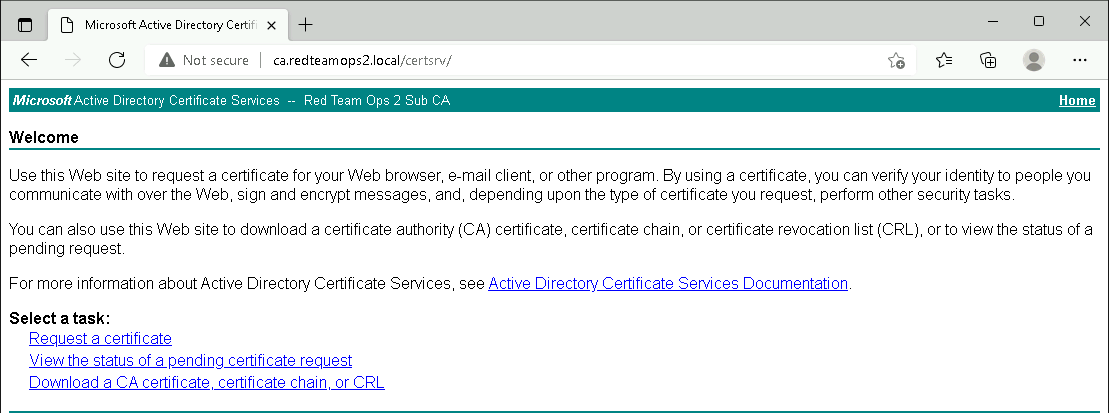 Microsoft Active Directory Certifi
Not secure | ca.redteamops2.local/certsrv/
Microsoft Active Directory Certificate Services -- Red Team Ops 2 Sub CA Home
Welcome
Use this Web site to request a certificate for your Web browser, e-mail client, or other program. By using a certificate, you can verify your identity to people you
communicate with over the Web, sign and encrypt messages, and, depending upon the type of certificate you request, perform other security tasks.
You can also use this Web site to download a certificate authority (CA) certificate, certificate chain, or certificate revocation list (CRL), or to view the status of a
pending request.
For more information about Active Directory Certificate Services, see Active Directory Certificate Services Documentation.
Select a task:
Request a certificate
View the status of a pending certificate request
Download a CA certificate, certificate chain, or CRL